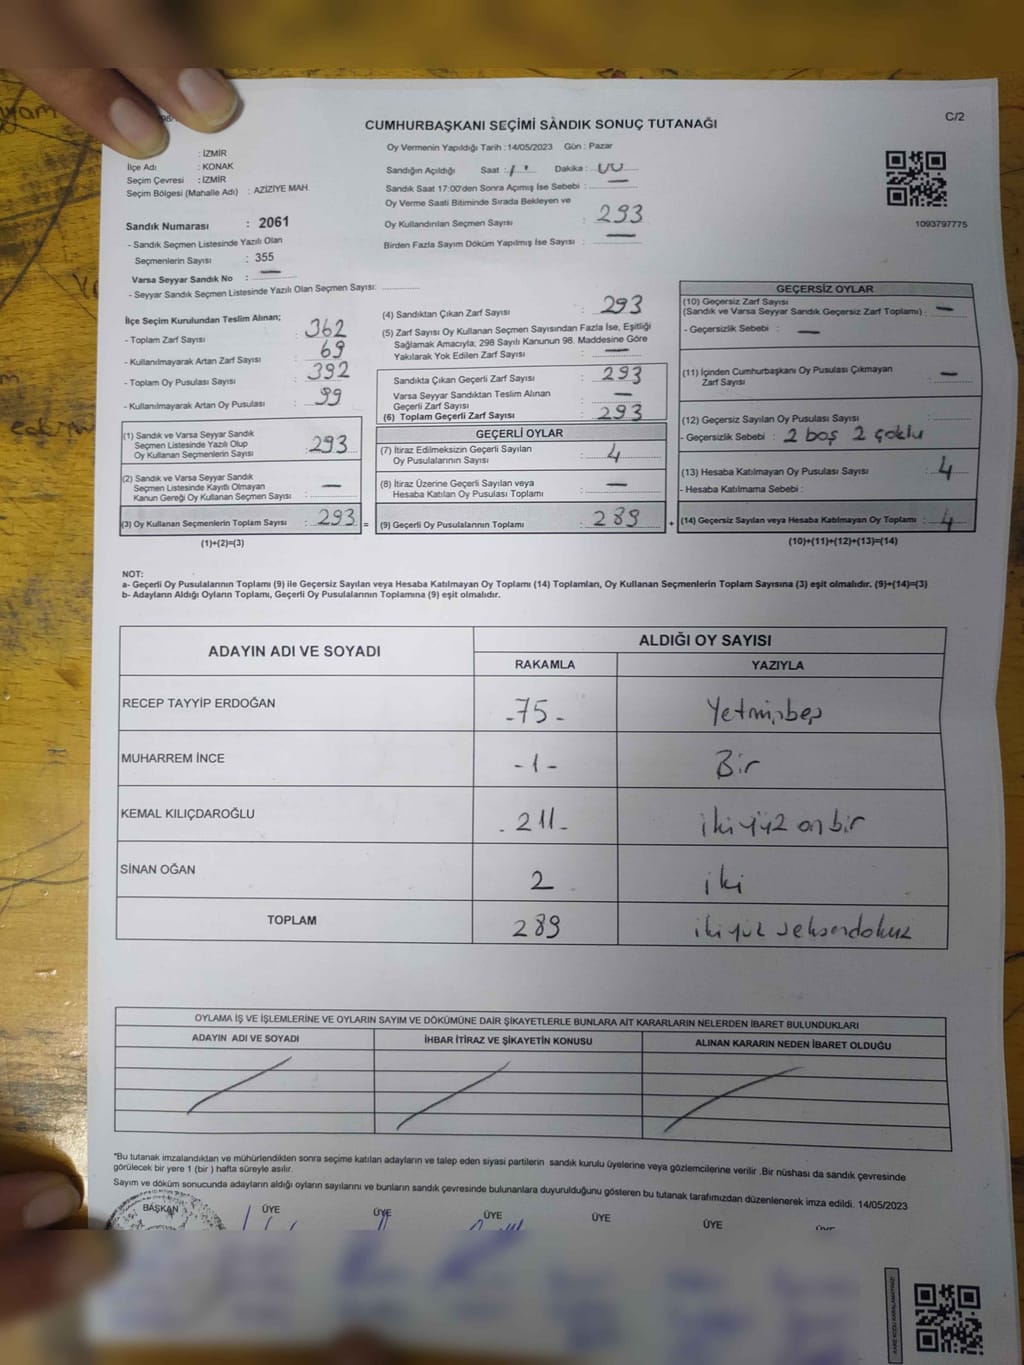 C/2
CUMHURBAŞKANI SEÇİMİ SANDIK SONUÇ TUTANAĞI
: İZMİR
İlçe Adı : KONAK
Seçim Çevresi : İZMİR
Seçim Bölgesi (Mahalle Adı) : AZİZİYE MAH.
Oy Vermenin Yapıldığı Tarih : 14/05/2023 Gün : Pazar
Sandığın Açıldığı Saat : Dakika :
Sandık Saat 17:00'den Sonra Açımış İse Sebebi : —
Oy Verme Saati Bitiminde Sırada Bekleyen ve
Oy Kullandırılan Seçmen Sayısı : 293
Birden Fazla Sayım Döküm Yapılmış İse Sayısı : —
1093797775
Sandık Numarası : 2061
- Sandık Seçmen Listesinde Yazılı Olan
Seçmenlerin Sayısı : 355
Varsa Seyyar Sandık No : —
- Seyyar Sandık Seçmen Listesinde Yazılı Olan Seçmen Sayısı:
İlçe Seçim Kurulundan Teslim Alınan;
- Toplam Zarf Sayısı : 362
- Kullanılmayarak Artan Zarf Sayısı : 69
- Toplam Oy Pusulası Sayısı : 392
- Kullanılmayarak Artan Oy Pusulası : 99
(1) Sandık ve Varsa Seyyar Sandık
Seçmen Listesinde Yazılı Olup
Oy Kullanan Seçmenlerin Sayısı : 293
(2) Sandık ve Varsa Seyyar Sandık
Seçmen Listesinde Kayıtlı Olmayan
Kanun Gereği Oy Kullanan Seçmen Sayısı : —
(3) Oy Kullanan Seçmenlerin Toplam Sayısı : 293 =
(1)+(2)=(3)
(4) Sandıktan Çıkan Zarf Sayısı : 293
(5) Zarf Sayısı Oy Kullanan Seçmen Sayısından Fazla İse, Eşitliği
Sağlamak Amacıyla; 298 Sayılı Kanunun 98. Maddesine Göre
Yakılarak Yok Edilen Zarf Sayısı : —
Sandıkta Çıkan Geçerli Zarf Sayısı : 293
Varsa Seyyar Sandıktan Teslim Alınan
Geçerli Zarf Sayısı : —
(6) Toplam Geçerli Zarf Sayısı : 293
GEÇERLİ OYLAR
(7) İtiraz Edilmeksizin Geçerli Sayılan
Oy Pusulalarının Sayısı : 4
(8) İtiraz Üzerine Geçerli Sayılan veya
Hesaba Katılan Oy Pusulası Toplamı : —
(9) Geçerli Oy Pusulalarının Toplamı : 289 +
GEÇERSİZ OYLAR
(10) Geçersiz Zarf Sayısı
(Sandık ve Varsa Seyyar Sandık Geçersiz Zarf Toplamı) : —
- Geçersizlik Sebebi : —
(11) İçinden Cumhurbaşkanı Oy Pusulası Çıkmayan
Zarf Sayısı : —
(12) Geçersiz Sayılan Oy Pusulası Sayısı :
- Geçersizlik Sebebi : 2 boş 2 çoklu
(13) Hesaba Katılmayan Oy Pusulası Sayısı : 4
- Hesaba Katılmama Sebebi :
(14) Geçersiz Sayılan veya Hesaba Katılmayan Oy Toplamı : 4
(10)+(11)+(12)+(13)=(14)
NOT:
a- Geçerli Oy Pusulalarının Toplamı (9) ile Geçersiz Sayılan veya Hesaba Katılmayan Oy Toplamı (14) Toplamları, Oy Kullanan Seçmenlerin Toplam Sayısına (3) eşit olmalıdır. (9)+(14)=(3)
b- Adayların Aldığı Oyların Toplamı, Geçerli Oy Pusulalarının Toplamına (9) eşit olmalıdır.
ADAYIN ADI VE SOYADI ALDIĞI OY SAYISI
RAKAMLA YAZIYLA
RECEP TAYYİP ERDOĞAN -75- Yetmişbeş
MUHARREM İNCE -1- Bir
KEMAL KILIÇDAROĞLU -211- ikiyüz on bir
SİNAN OĞAN 2 iki
TOPLAM 289 ikiyüz seksendokuz
OYLAMA İŞ VE İŞLEMLERİNE VE OYLARIN SAYIM VE DÖKÜMÜNE DAİR ŞİKAYETLERLE BUNLARA AİT KARARLARIN NELERDEN İBARET BULUNDUKLARI
ADAYIN ADI VE SOYADI İHBAR İTİRAZ VE ŞİKAYETİN KONUSU ALINAN KARARIN NEDEN İBARET OLDUĞU
*Bu tutanak imzalandıktan ve mühürlendikten sonra seçime katılan adayların ve talep eden siyasi partilerin sandık kurulu üyelerine veya gözlemcilerine verilir. Bir nüshası da sandık çevresinde
görülecek bir yere 1 (bir ) hafta süreyle asılır.
Sayım ve döküm sonucunda adayların aldığı oyların sayılarını ve bunların sandık çevresinde bulunanlara duyurulduğunu gösteren bu tutanak tarafımızdan düzenlenerek imza edildi. 14/05/2023
BAŞKAN ÜYE ÜYE ÜYE ÜYE ÜYE ÜYE